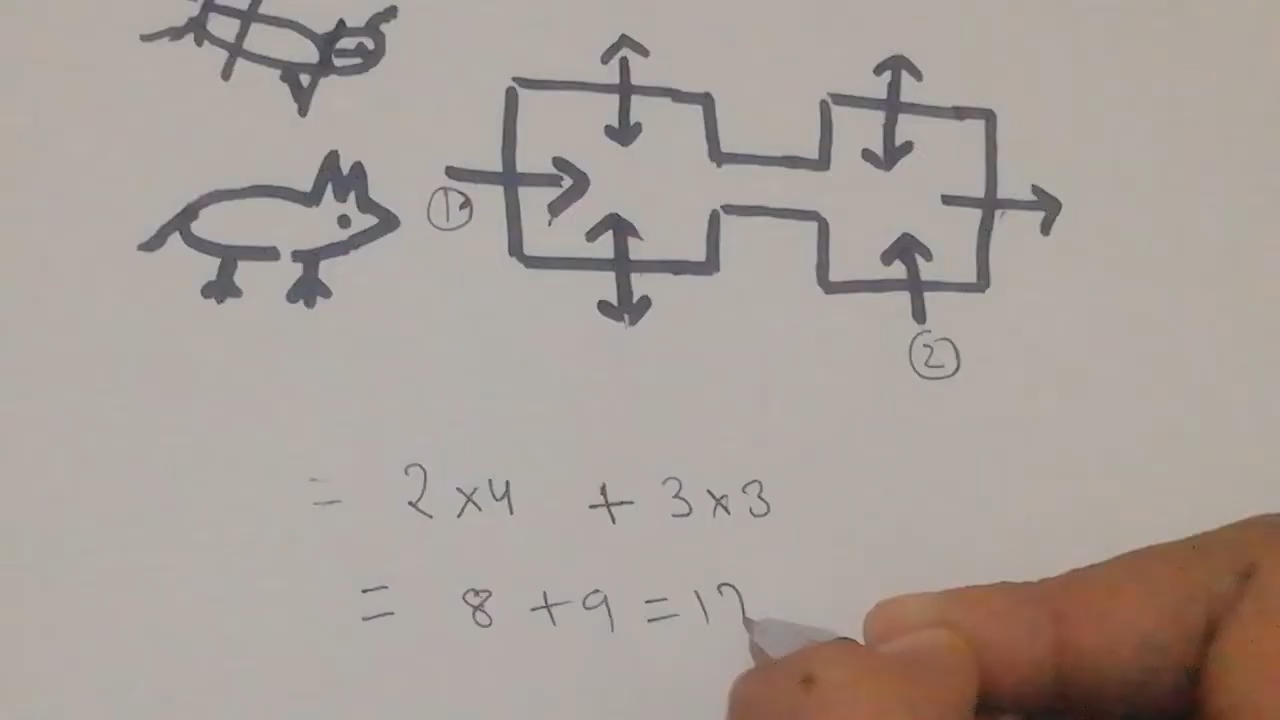 ①
②
= 2×4 + 3×3
= 8 + 9 = 17